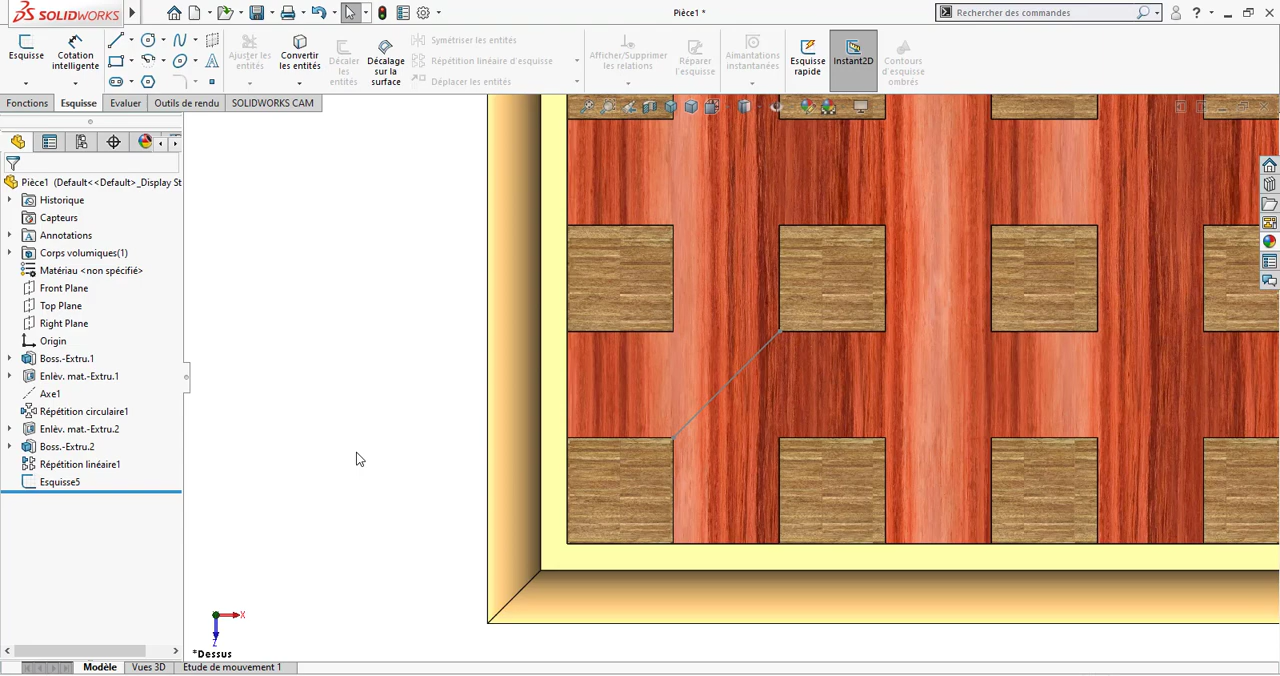 SOLIDWORKS
Pièce1 *
Rechercher des commandes
?
Esquisse
Cotation
intelligente
Ajuster les
entités
Convertir
les entités
Décaler
les
entités
Décalage
sur la
surface
Symétriser les entités
Répétition linéaire d'esquisse
Déplacer les entités
Afficher/Supprimer
les relations
Réparer
l'esquisse
Aimantations
instantanées
Esquisse
rapide
Instant2D
Contours
d'esquisse
ombrés
Fonctions
Esquisse
Evaluer
Outils de rendu
SOLIDWORKS CAM
Pièce1 (Default<<Default>_Display St
Historique
Capteurs
Annotations
Corps volumiques(1)
Matériau <non spécifié>
Front Plane
Top Plane
Right Plane
Origin
Boss.-Extru.1
Enlèv. mat.-Extru.1
Axe1
Répétition circulaire1
Enlèv. mat.-Extru.2
Boss.-Extru.2
Répétition linéaire1
Esquisse5
X
Z
*Dessus
Modèle
Vues 3D
Etude de mouvement 1